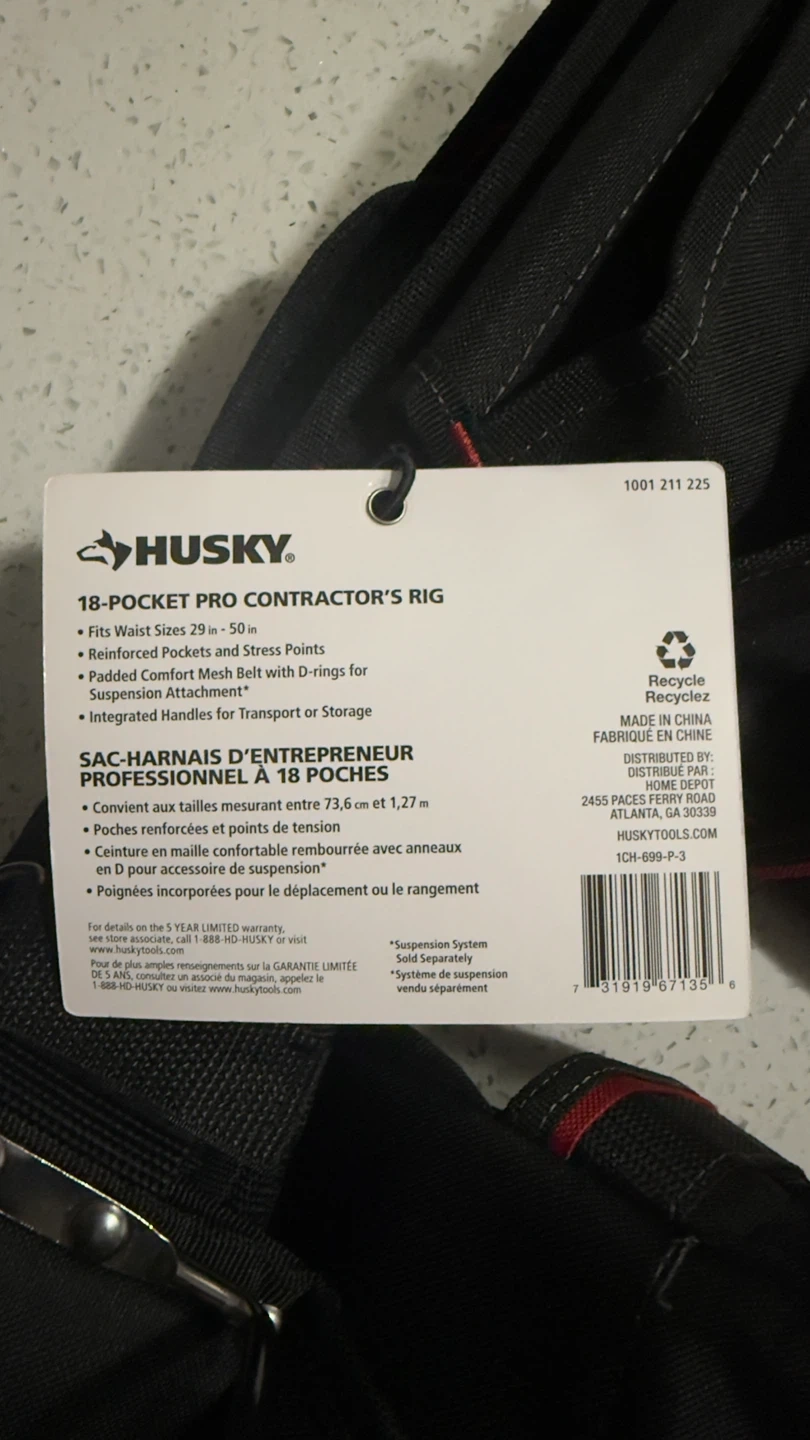 1001 211 225
HUSKY®
18-POCKET PRO CONTRACTOR'S RIG
• Fits Waist Sizes 29 in - 50 in
• Reinforced Pockets and Stress Points
• Padded Comfort Mesh Belt with D-rings for
Suspension Attachment*
• Integrated Handles for Transport or Storage
SAC-HARNAIS D'ENTREPRENEUR
PROFESSIONNEL À 18 POCHES
• Convient aux tailles mesurant entre 73,6 cm et 1,27 m
• Poches renforcées et points de tension
• Ceinture en maille confortable rembourrée avec anneaux
en D pour accessoire de suspension*
• Poignées incorporées pour le déplacement ou le rangement
For details on the 5 YEAR LIMITED warranty,
see store associate, call 1-888-HD-HUSKY or visit
www.huskytools.com
Pour de plus amples renseignements sur la GARANTIE LIMITÉE
DE 5 ANS, consultez un associé du magasin, appelez le
1-888-HD-HUSKY ou visitez www.huskytools.com
*Suspension System
Sold Separately
*Système de suspension
vendu séparément
Recycle
Recyclez
MADE IN CHINA
FABRIQUÉ EN CHINE
DISTRIBUTED BY:
DISTRIBUÉ PAR :
HOME DEPOT
2455 PACES FERRY ROAD
ATLANTA, GA 30339
HUSKYTOOLS.COM
1CH-699-P-3
7 31919 67135 6